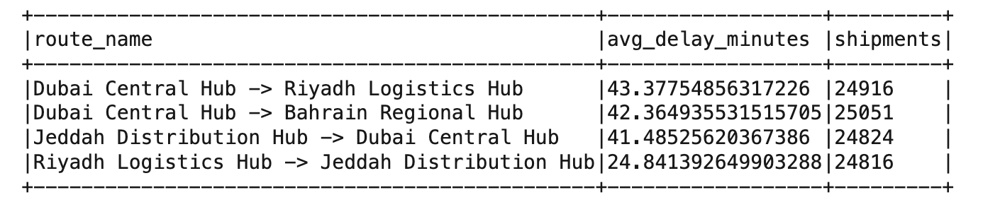 +-----------------------------------------------+------------------+---------+
|route_name                                     |avg_delay_minutes |shipments|
+-----------------------------------------------+------------------+---------+
|Dubai Central Hub -> Riyadh Logistics Hub      |43.37754856317226 |24916    |
|Dubai Central Hub -> Bahrain Regional Hub      |42.364935531515705|25051    |
|Jeddah Distribution Hub -> Dubai Central Hub   |41.48525620367386 |24824    |
|Riyadh Logistics Hub -> Jeddah Distribution Hub|24.841392649903288|24816    |
+-----------------------------------------------+------------------+---------+